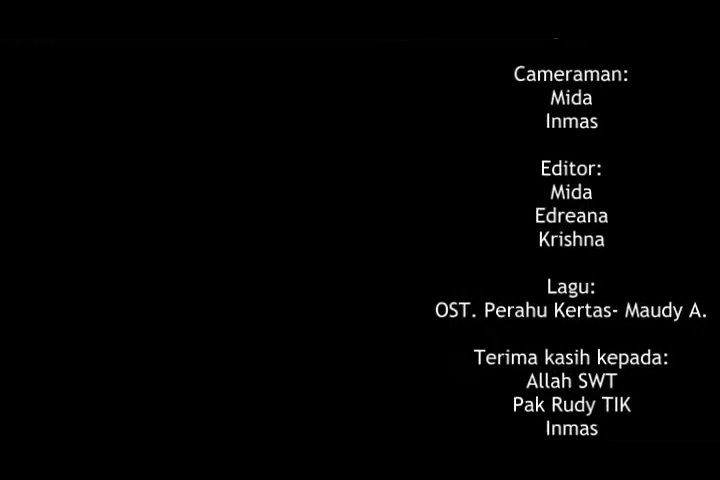 Cameraman:
Mida
Inmas
Editor:
Mida
Edreana
Krishna
Lagu:
OST. Perahu Kertas- Maudy A.
Terima kasih kepada:
Allah SWT
Pak Rudy TIK
Inmas